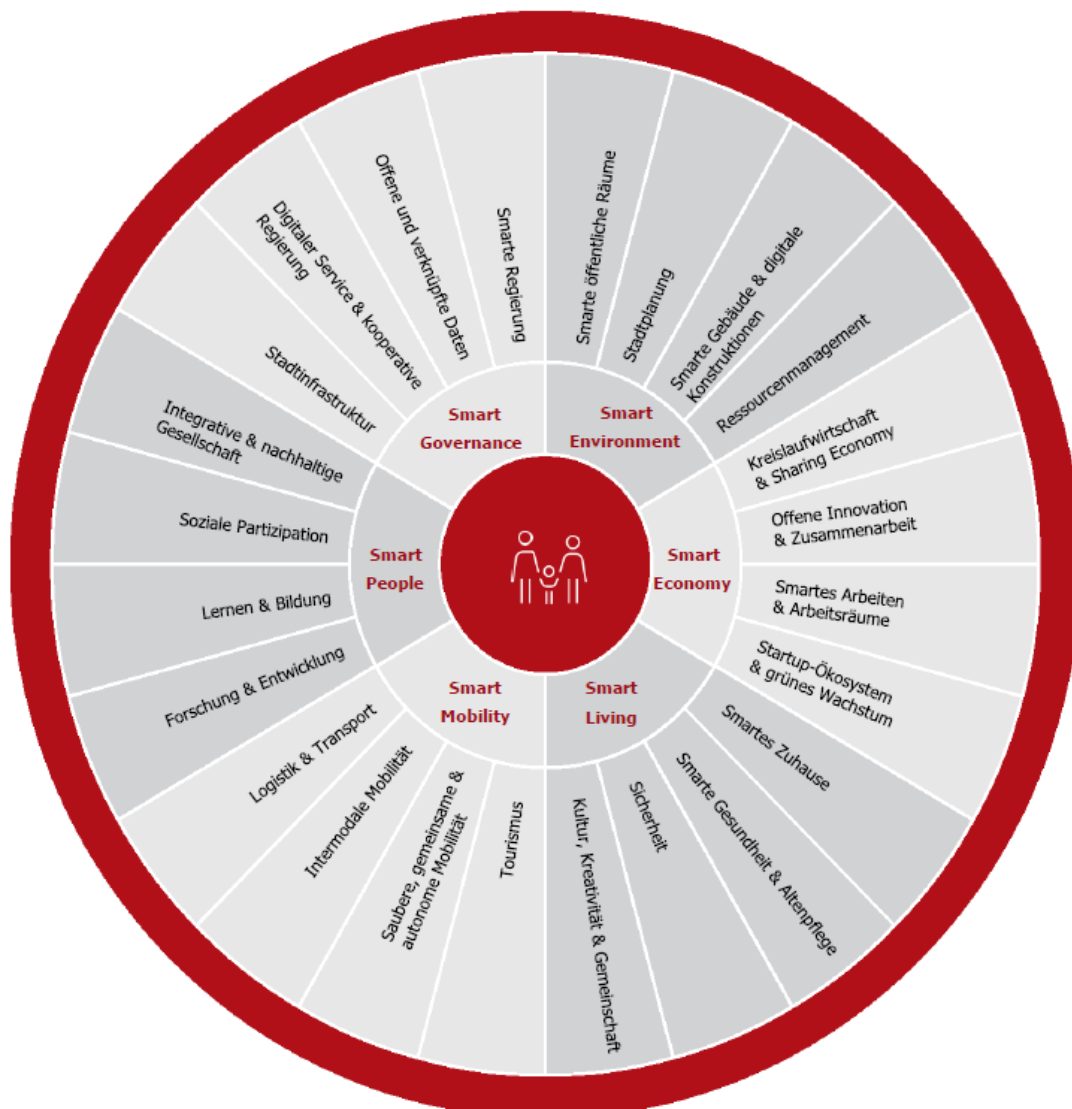 Smart
Governance
Stadtinfrastruktur
Digitaler Service & kooperative
Regierung
Offene und verknüpfte Daten
Smarte Regierung
Smart
Environment
Smarte öffentliche Räume
Stadtplanung
Smarte Gebäude & digitale
Konstruktionen
Ressourcenmanagement
Smart
Economy
Kreislaufwirtschaft
& Sharing Economy
Offene Innovation
& Zusammenarbeit
Smartes Arbeiten
& Arbeitsräume
Startup-Ökosystem
& grünes Wachstum
Smart
Living
Smartes Zuhause
Smarte Gesundheit & Altenpflege
Sicherheit
Kultur, Kreativität & Gemeinschaft
Smart
Mobility
Tourismus
Saubere, gemeinsame &
autonome Mobilität
Intermodale Mobilität
Logistik & Transport
Smart
People
Forschung & Entwicklung
Lernen & Bildung
Soziale Partizipation
Integrative & nachhaltige
Gesellschaft